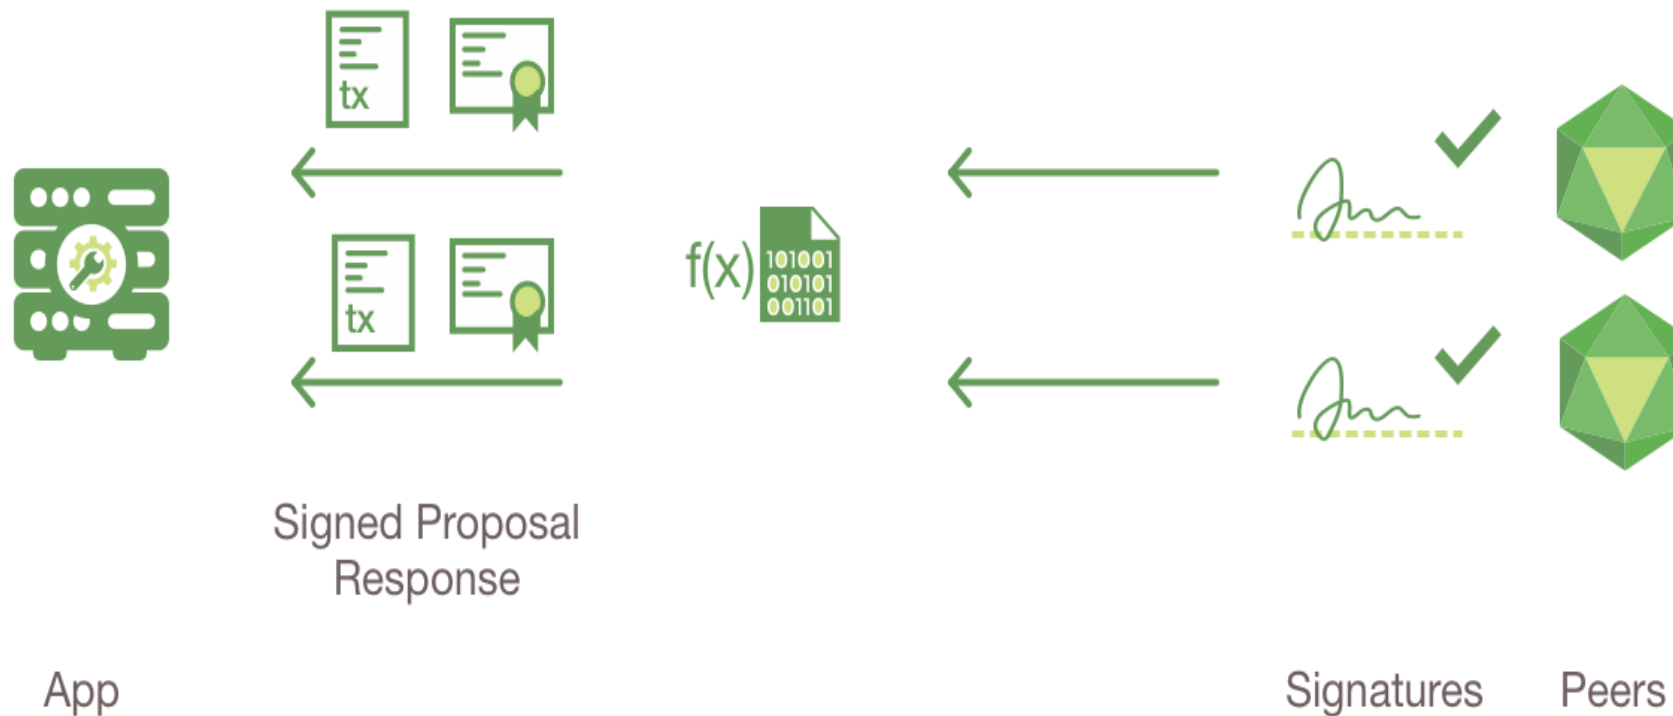 tx
tx
f(x)
101001
010101
001101
Signed Proposal
Response
App
Signatures
Peers